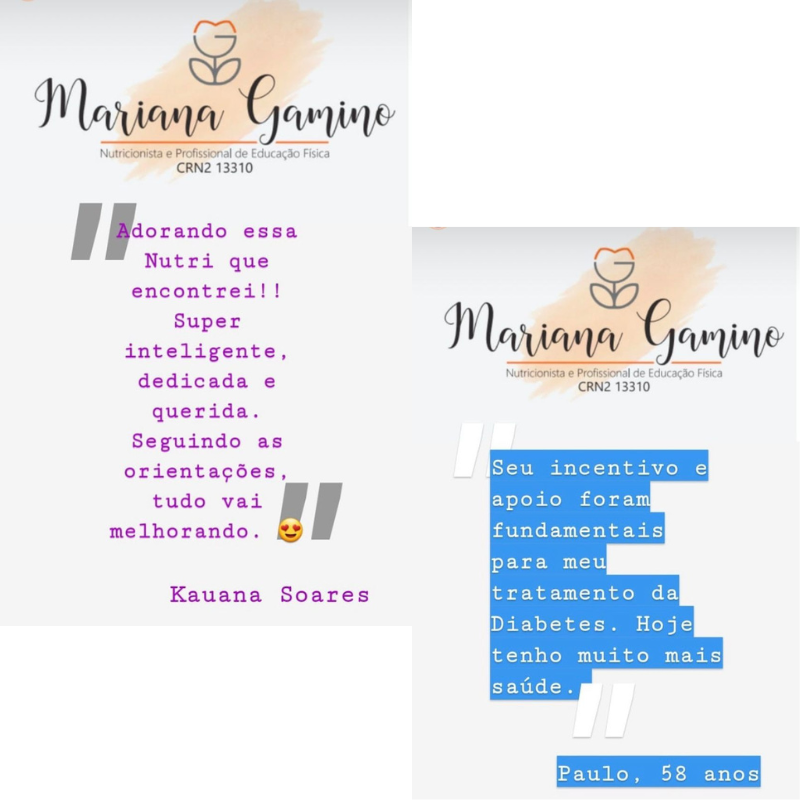 Mariana Gamino
Nutricionista e Profissional de Educação Física
CRN2 13310
"Adorando essa
Nutri que
encontrei!!
Super
inteligente,
dedicada e
querida.
Seguindo as
orientações,
tudo vai
melhorando. 😍"
Kauana Soares
Mariana Gamino
Nutricionista e Profissional de Educação Física
CRN2 13310
"Seu incentivo e
apoio foram
fundamentais
para meu
tratamento da
Diabetes. Hoje
tenho muito mais
saúde."
Paulo, 58 anos